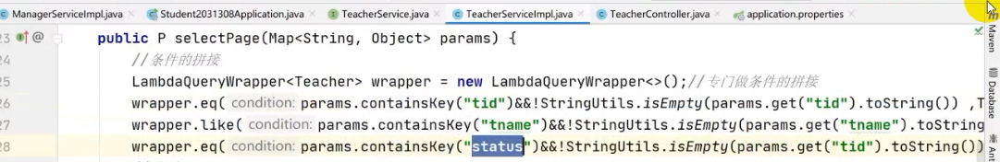 ManagerServiceImpl.java Student2031308Application.java TeacherService.java TeacherServiceImpl.java TeacherController.java application.properties
23 public P selectPage(Map<String, Object> params) {
24 //条件的拼接
25 LambdaQueryWrapper<Teacher> wrapper = new LambdaQueryWrapper<>();//专门做条件的拼接
26 wrapper.eq( condition: params.containsKey("tid")&&!StringUtils.isEmpty(params.get("tid").toString()) ,T
27 wrapper.like( condition: params.containsKey("tname")&&!StringUtils.isEmpty(params.get("tname").toString
28 wrapper.eq( condition: params.containsKey("status")&&!StringUtils.isEmpty(params.get("tid").toString())
Maven
Database
Ant